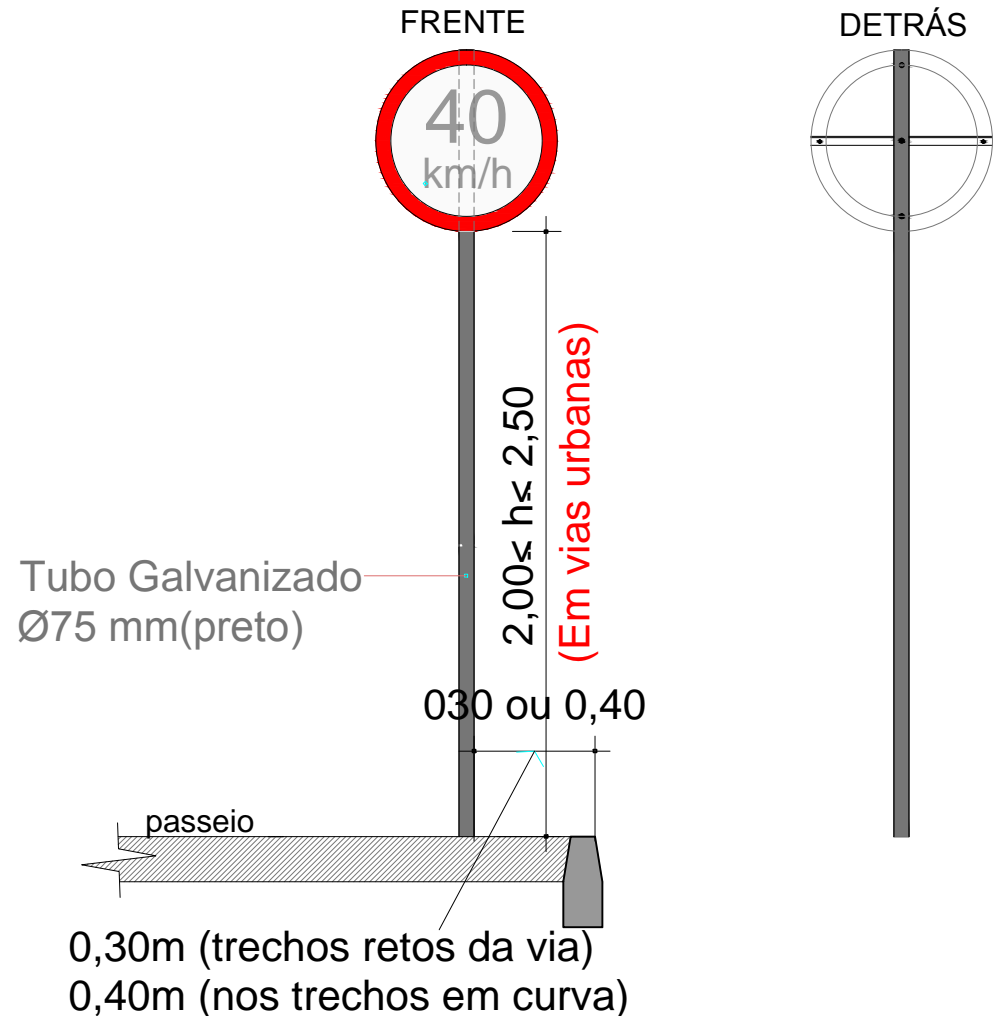 FRENTE
DETRÁS
40
km/h
2,00≤ h≤ 2,50
(Em vias urbanas)
Tubo Galvanizado
Ø75 mm(preto)
030 ou 0,40
passeio
0,30m (trechos retos da via)
0,40m (nos trechos em curva)